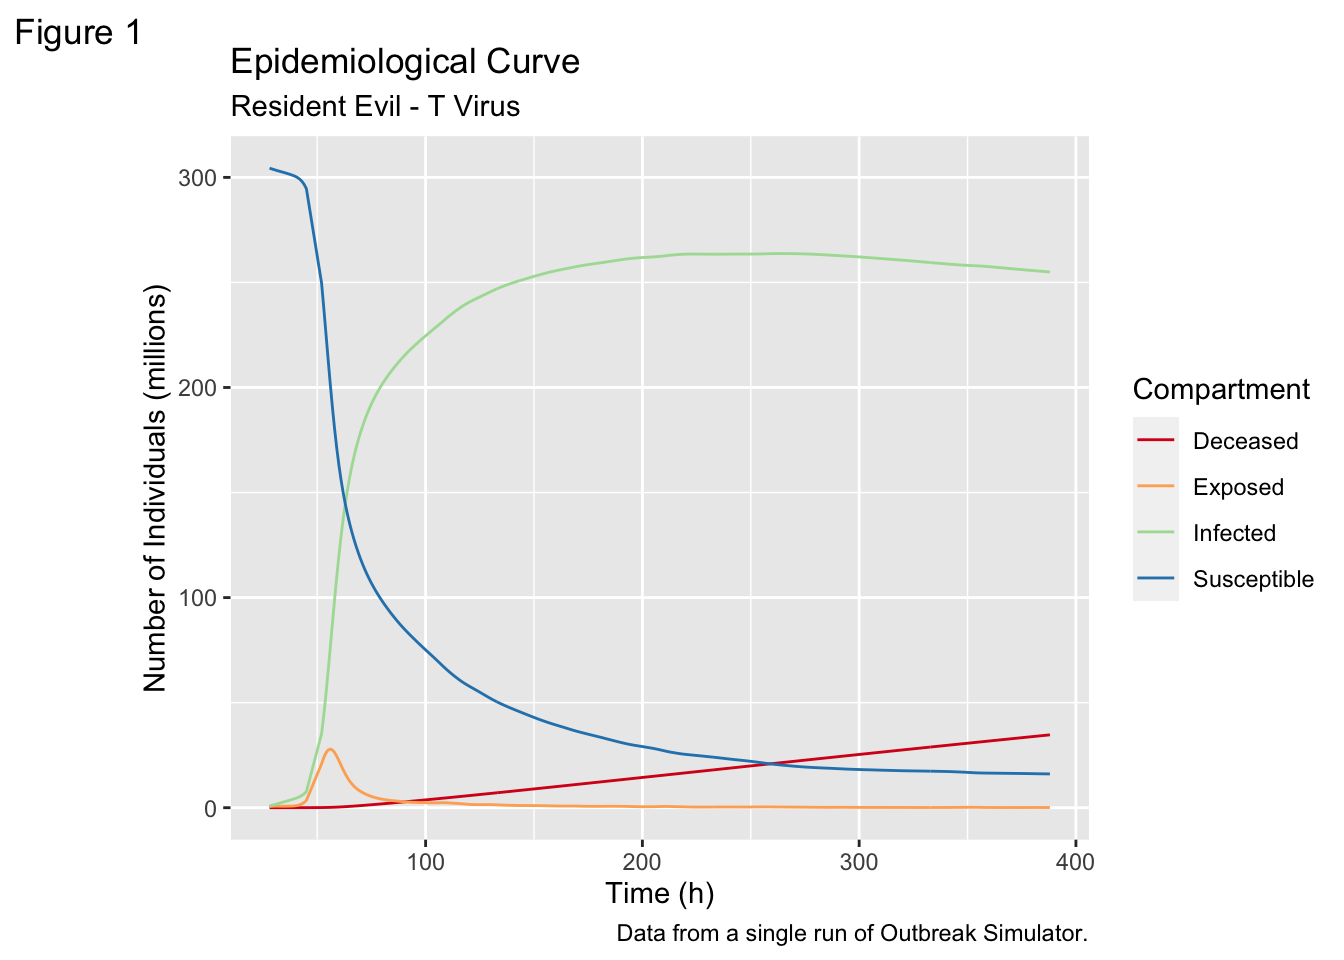 Figure 1
Epidemiological Curve
Resident Evil - T Virus
Number of Individuals (millions)
300
200
100
0
100
200
300
400
Time (h)
Compartment
Deceased
Exposed
Infected
Susceptible
Data from a single run of Outbreak Simulator.